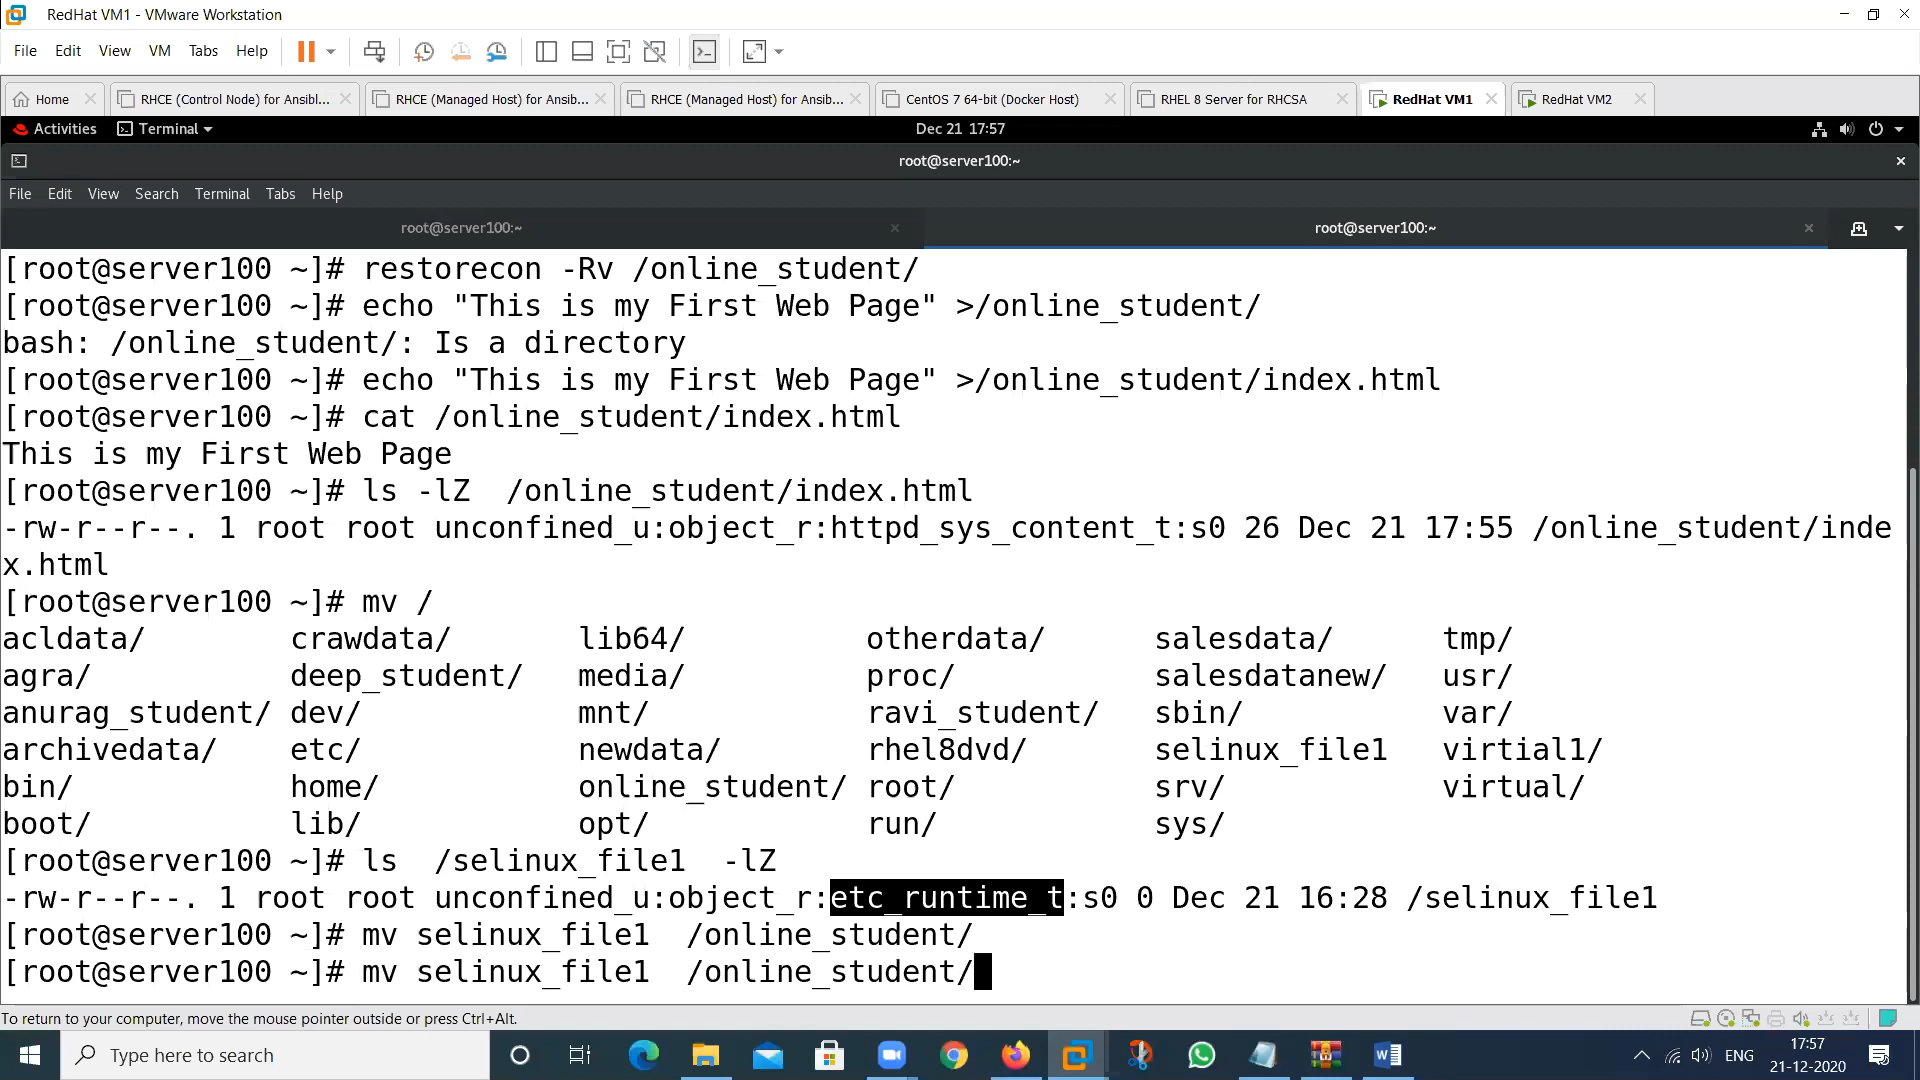 RedHat VM1 - VMware Workstation
File Edit View VM Tabs Help
Home RHCE (Control Node) for Ansibl... RHCE (Managed Host) for Ansib... RHCE (Managed Host) for Ansib... CentOS 7 64-bit (Docker Host) RHEL 8 Server for RHCSA RedHat VM1 RedHat VM2
Activities Terminal Dec 21 17:57
root@server100:~
File Edit View Search Terminal Tabs Help
root@server100:~ root@server100:~
[root@server100 ~]# restorecon -Rv /online_student/
[root@server100 ~]# echo "This is my First Web Page" >/online_student/
bash: /online_student/: Is a directory
[root@server100 ~]# echo "This is my First Web Page" >/online_student/index.html
[root@server100 ~]# cat /online_student/index.html
This is my First Web Page
[root@server100 ~]# ls -lZ  /online_student/index.html
-rw-r--r--. 1 root root unconfined_u:object_r:httpd_sys_content_t:s0 26 Dec 21 17:55 /online_student/inde
x.html
[root@server100 ~]# mv /
acldata/ crawdata/ lib64/ otherdata/ salesdata/ tmp/
agra/ deep_student/ media/ proc/ salesdatanew/ usr/
anurag_student/ dev/ mnt/ ravi_student/ sbin/ var/
archivedata/ etc/ newdata/ rhel8dvd/ selinux_file1 virtial1/
bin/ home/ online_student/ root/ srv/ virtual/
boot/ lib/ opt/ run/ sys/
[root@server100 ~]# ls  /selinux_file1  -lZ
-rw-r--r--. 1 root root unconfined_u:object_r:etc_runtime_t:s0 0 Dec 21 16:28 /selinux_file1
[root@server100 ~]# mv selinux_file1  /online_student/
[root@server100 ~]# mv selinux_file1  /online_student/
To return to your computer, move the mouse pointer outside or press Ctrl+Alt.
Type here to search
ENG
17:57
21-12-2020